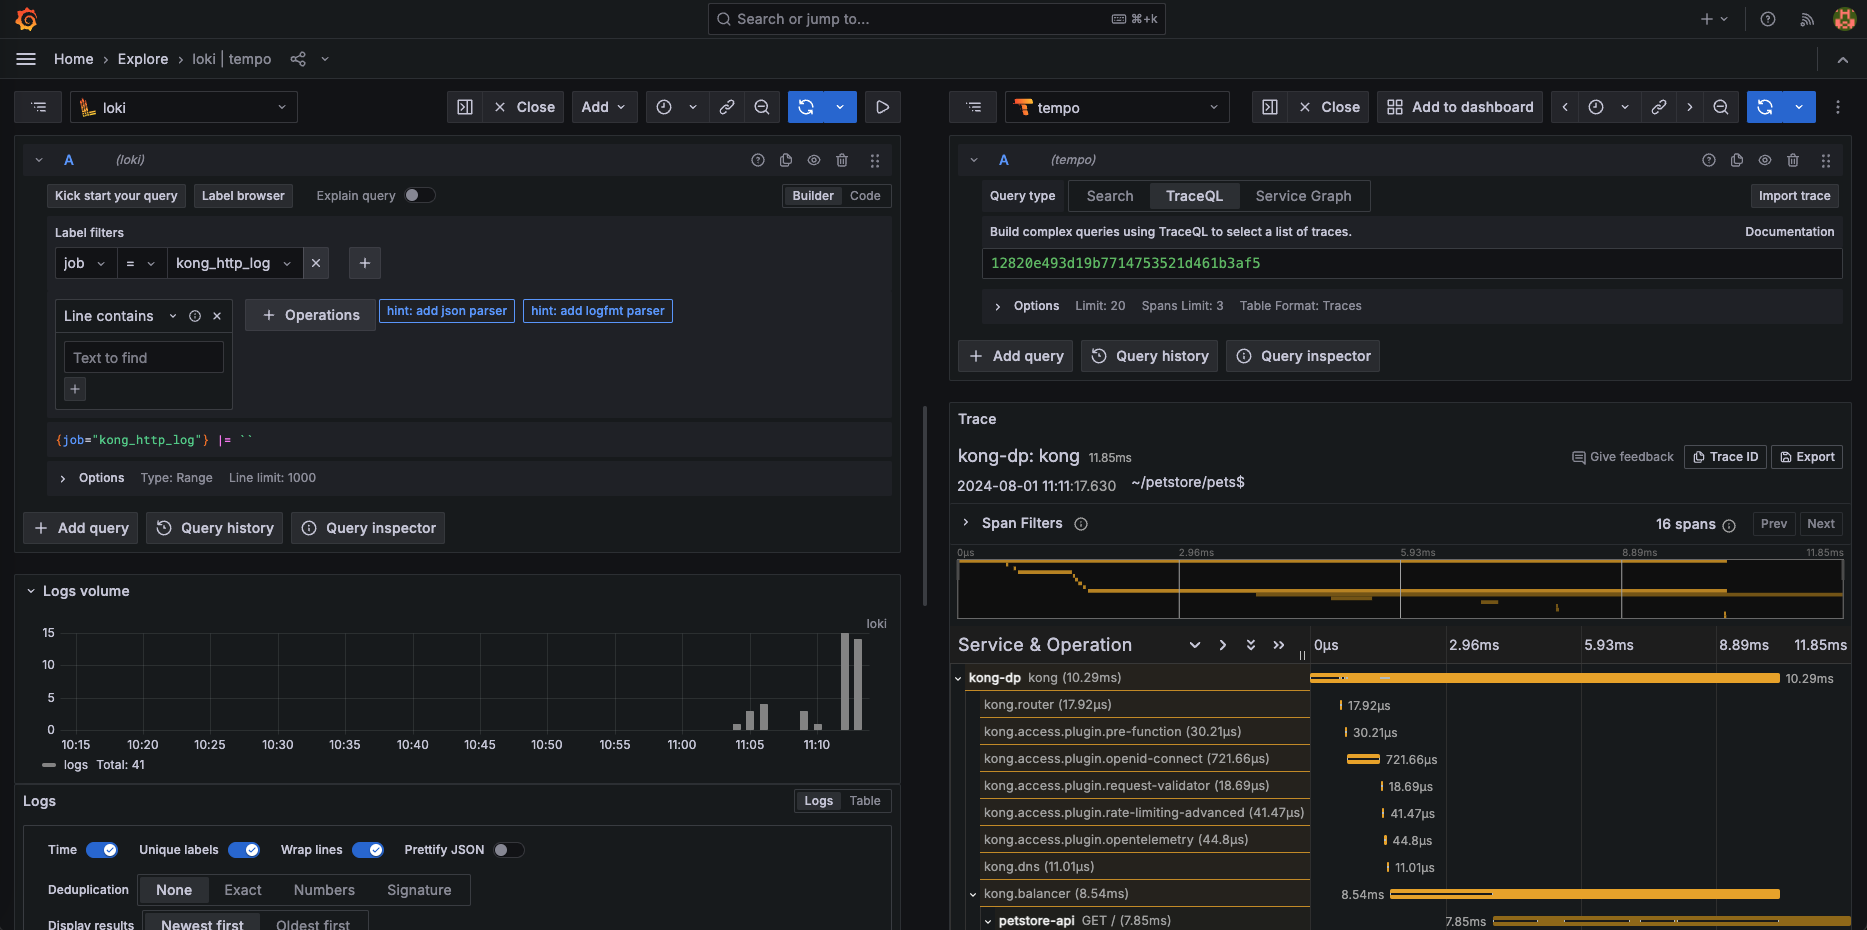 Search or jump to...
⌘+k
Home › Explore › loki | tempo
loki
Close
Add
A
(loki)
Kick start your query
Label browser
Explain query
Builder
Code
Label filters
job
=
kong_http_log
Line contains
Operations
hint: add json parser
hint: add logfmt parser
Text to find
{job="kong_http_log"} |= ``
Options
Type: Range
Line limit: 1000
Add query
Query history
Query inspector
Logs volume
loki
15
10
5
0
10:15
10:20
10:25
10:30
10:35
10:40
10:45
10:50
10:55
11:00
11:05
11:10
logs Total: 41
Logs
Logs
Table
Time
Unique labels
Wrap lines
Prettify JSON
Deduplication
None
Exact
Numbers
Signature
Display results
Newest first
Oldest first
tempo
Close
Add to dashboard
A
(tempo)
Query type
Search
TraceQL
Service Graph
Import trace
Build complex queries using TraceQL to select a list of traces.
Documentation
12820e493d19b7714753521d461b3af5
Options
Limit: 20
Spans Limit: 3
Table Format: Traces
Add query
Query history
Query inspector
Trace
kong-dp: kong 11.85ms
Give feedback
Trace ID
Export
2024-08-01 11:11:17.630 ~/petstore/pets$
Span Filters
16 spans
Prev
Next
0µs
2.96ms
5.93ms
8.89ms
11.85ms
Service & Operation
0µs
2.96ms
5.93ms
8.89ms
11.85ms
kong-dp kong (10.29ms)
10.29ms
kong.router (17.92µs)
17.92µs
kong.access.plugin.pre-function (30.21µs)
30.21µs
kong.access.plugin.openid-connect (721.66µs)
721.66µs
kong.access.plugin.request-validator (18.69µs)
18.69µs
kong.access.plugin.rate-limiting-advanced (41.47µs)
41.47µs
kong.access.plugin.opentelemetry (44.8µs)
44.8µs
kong.dns (11.01µs)
11.01µs
kong.balancer (8.54ms)
8.54ms
petstore-api GET / (7.85ms)
7.85ms